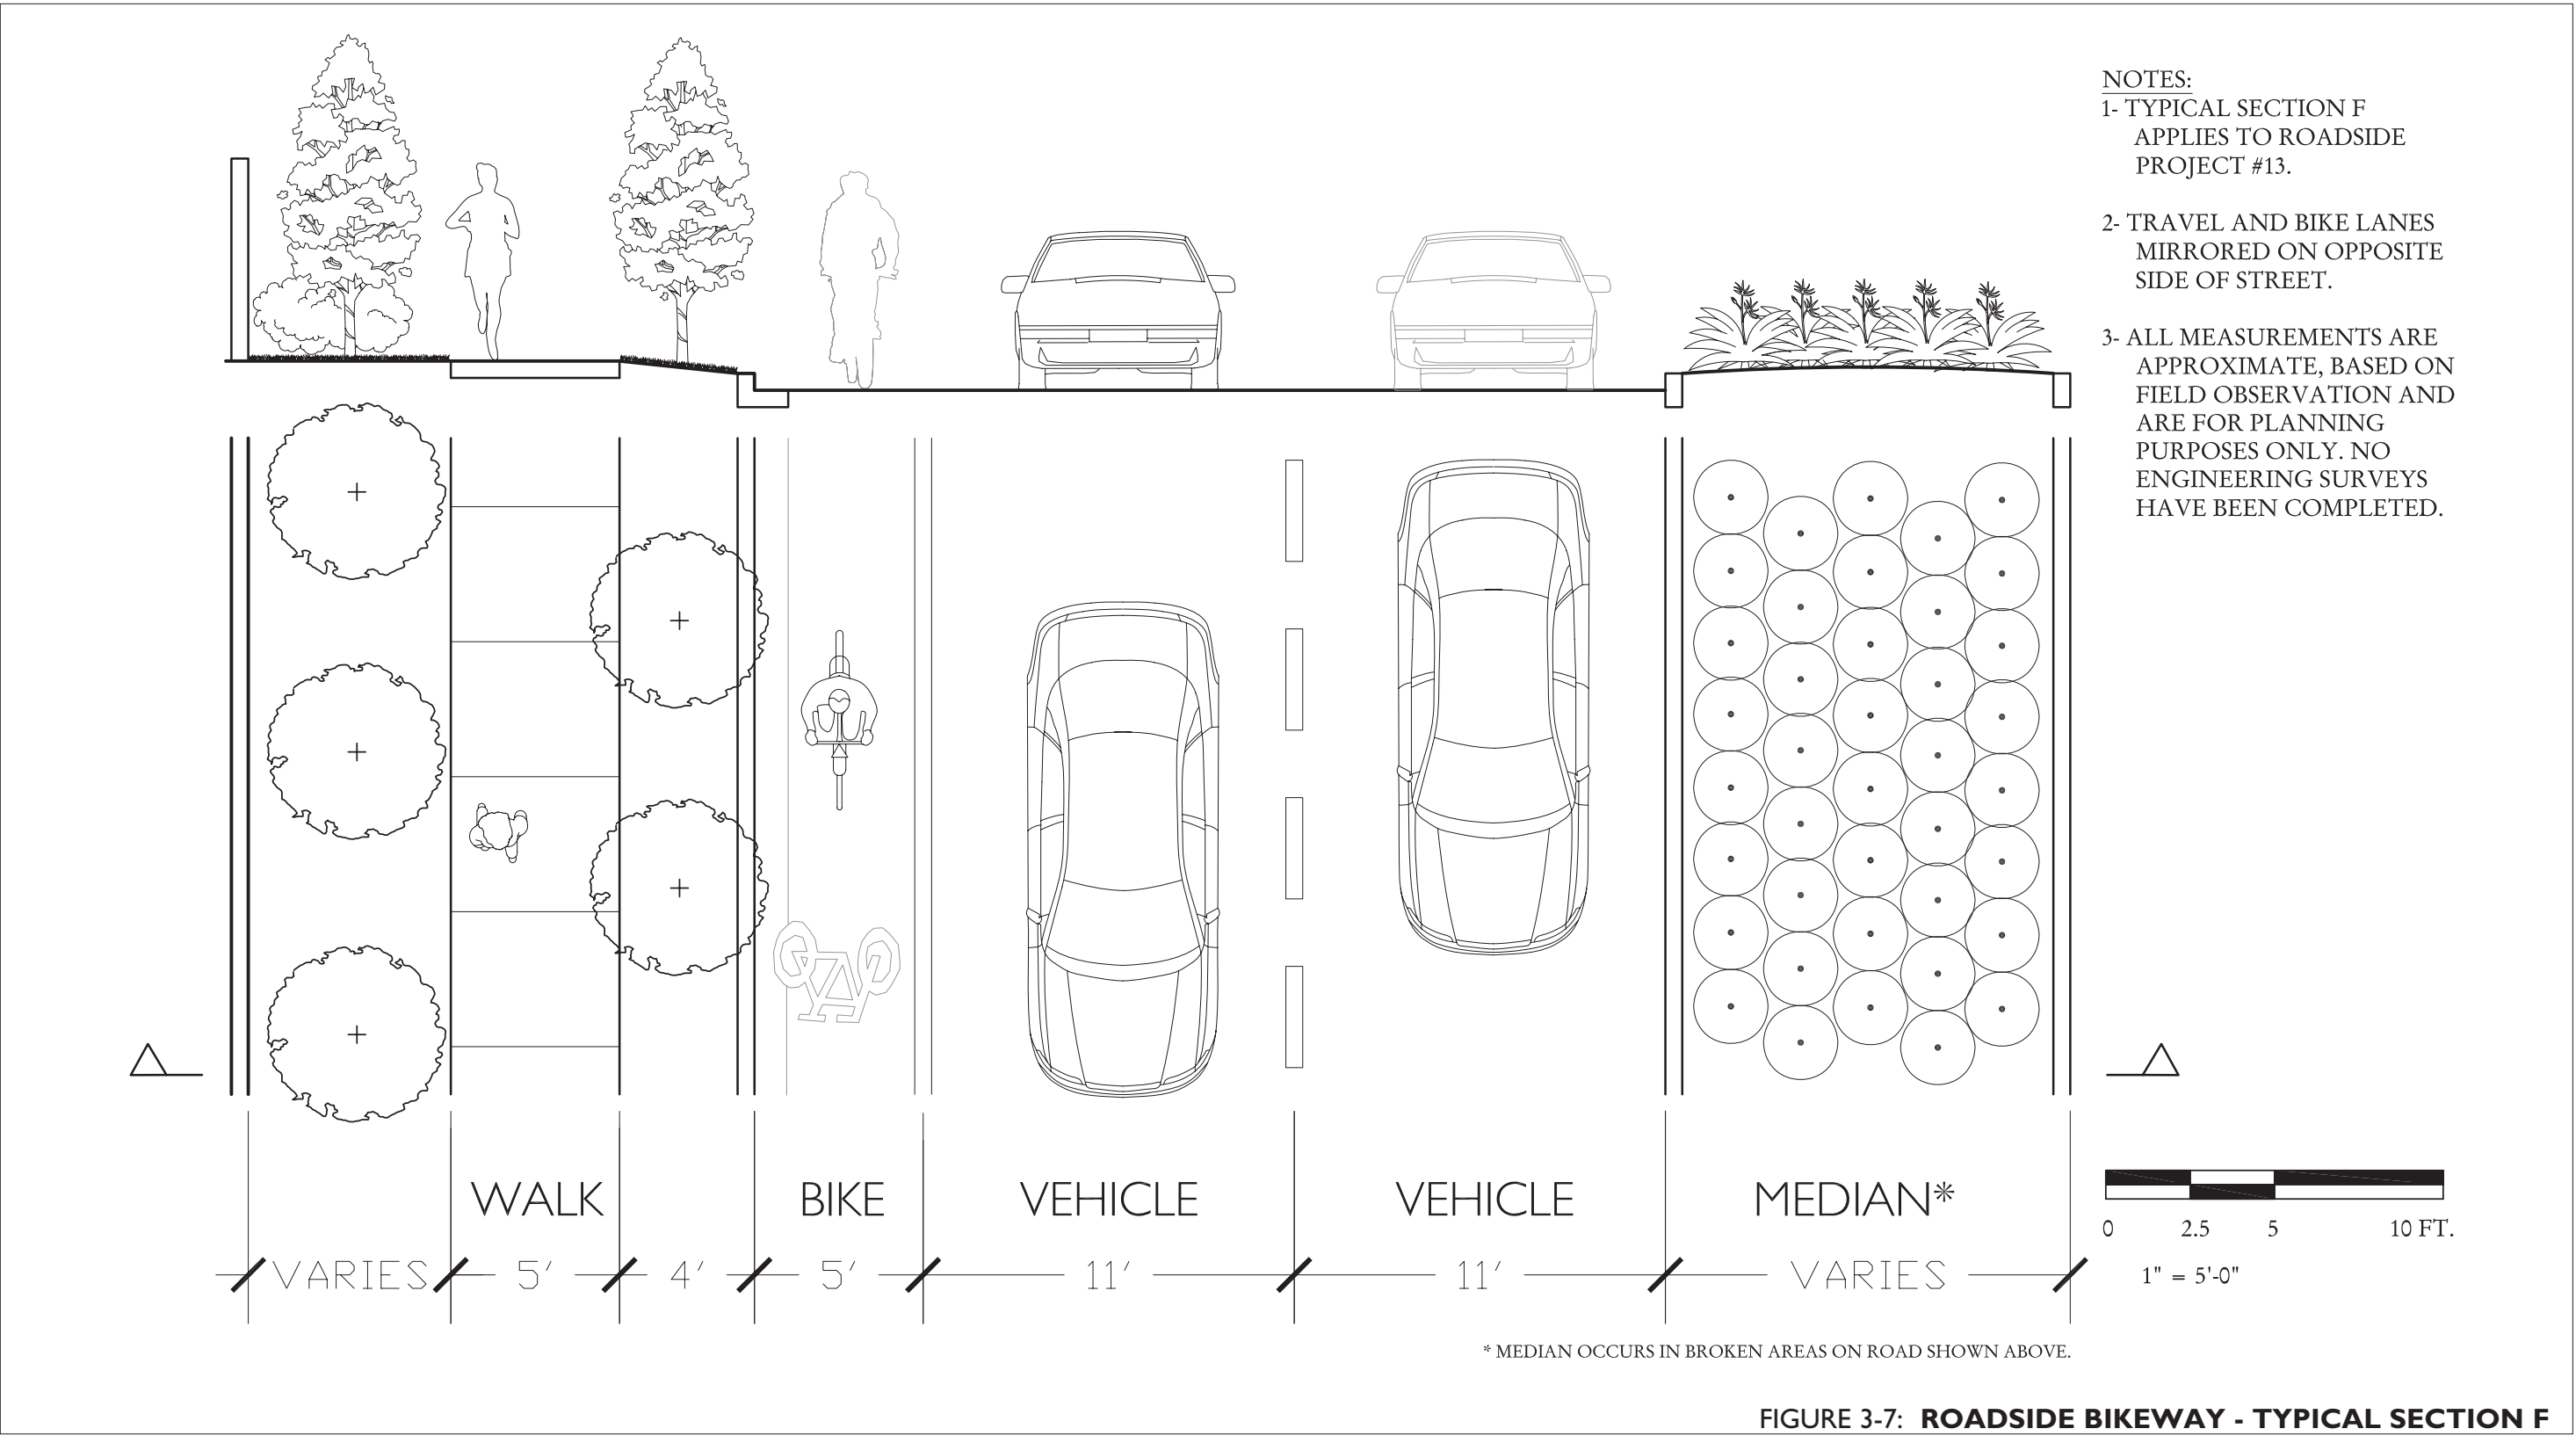 NOTES:
1- TYPICAL SECTION F
APPLIES TO ROADSIDE
PROJECT #13.
2- TRAVEL AND BIKE LANES
MIRRORED ON OPPOSITE
SIDE OF STREET.
3- ALL MEASUREMENTS ARE
APPROXIMATE, BASED ON
FIELD OBSERVATION AND
ARE FOR PLANNING
PURPOSES ONLY. NO
ENGINEERING SURVEYS
HAVE BEEN COMPLETED.
WALK BIKE VEHICLE VEHICLE MEDIAN*
VARIES 5' 4' 5' 11' 11' VARIES
0 2.5 5 10 FT.
1" = 5'-0"
* MEDIAN OCCURS IN BROKEN AREAS ON ROAD SHOWN ABOVE.
FIGURE 3-7: ROADSIDE BIKEWAY - TYPICAL SECTION F